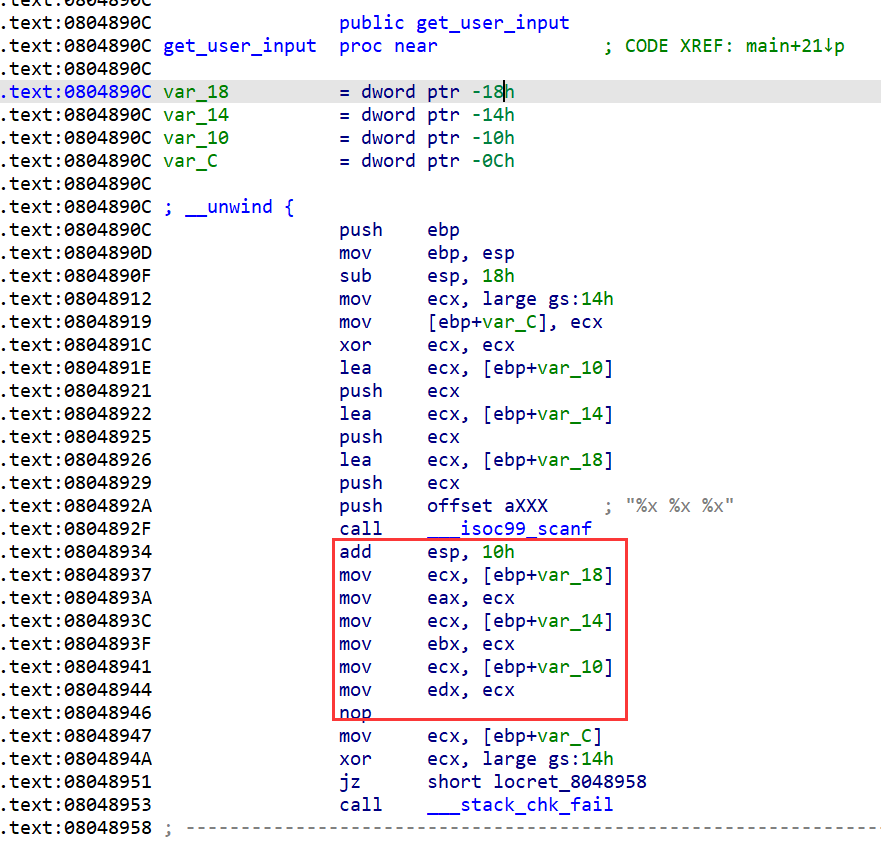 .text:0804890C
.text:0804890C public get_user_input
.text:0804890C get_user_input proc near ; CODE XREF: main+21↓p
.text:0804890C
.text:0804890C var_18 = dword ptr -18h
.text:0804890C var_14 = dword ptr -14h
.text:0804890C var_10 = dword ptr -10h
.text:0804890C var_C = dword ptr -0Ch
.text:0804890C
.text:0804890C ; __unwind {
.text:0804890C push ebp
.text:0804890D mov ebp, esp
.text:0804890F sub esp, 18h
.text:08048912 mov ecx, large gs:14h
.text:08048919 mov [ebp+var_C], ecx
.text:0804891C xor ecx, ecx
.text:0804891E lea ecx, [ebp+var_10]
.text:08048921 push ecx
.text:08048922 lea ecx, [ebp+var_14]
.text:08048925 push ecx
.text:08048926 lea ecx, [ebp+var_18]
.text:08048929 push ecx
.text:0804892A push offset aXXX ; "%x %x %x"
.text:0804892F call ___isoc99_scanf
.text:08048934 add esp, 10h
.text:08048937 mov ecx, [ebp+var_18]
.text:0804893A mov eax, ecx
.text:0804893C mov ecx, [ebp+var_14]
.text:0804893F mov ebx, ecx
.text:08048941 mov ecx, [ebp+var_10]
.text:08048944 mov edx, ecx
.text:08048946 nop
.text:08048947 mov ecx, [ebp+var_C]
.text:0804894A xor ecx, large gs:14h
.text:08048951 jz short locret_8048958
.text:08048953 call ___stack_chk_fail
.text:08048958 ; ---------------------------------------------------------------